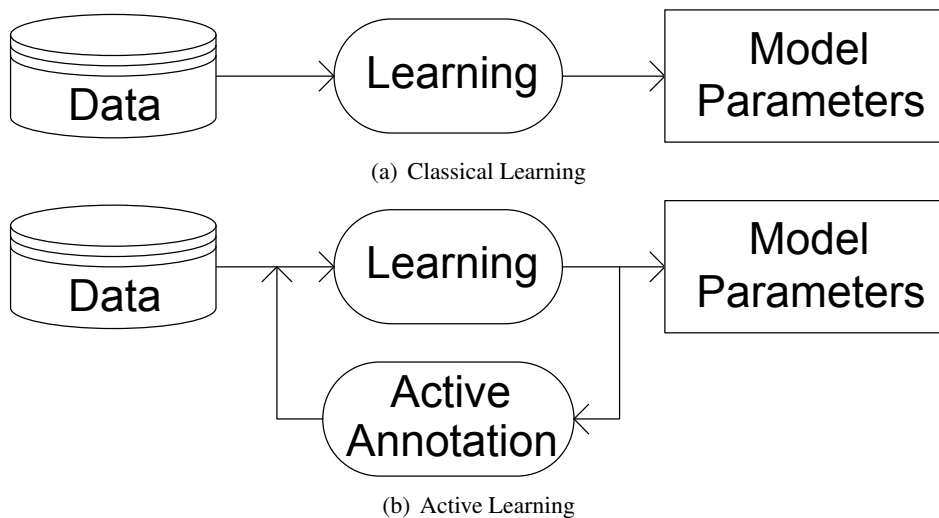 Data
Learning
Model
Parameters
(a) Classical Learning
Data
Learning
Model
Parameters
Active
Annotation
(b) Active Learning